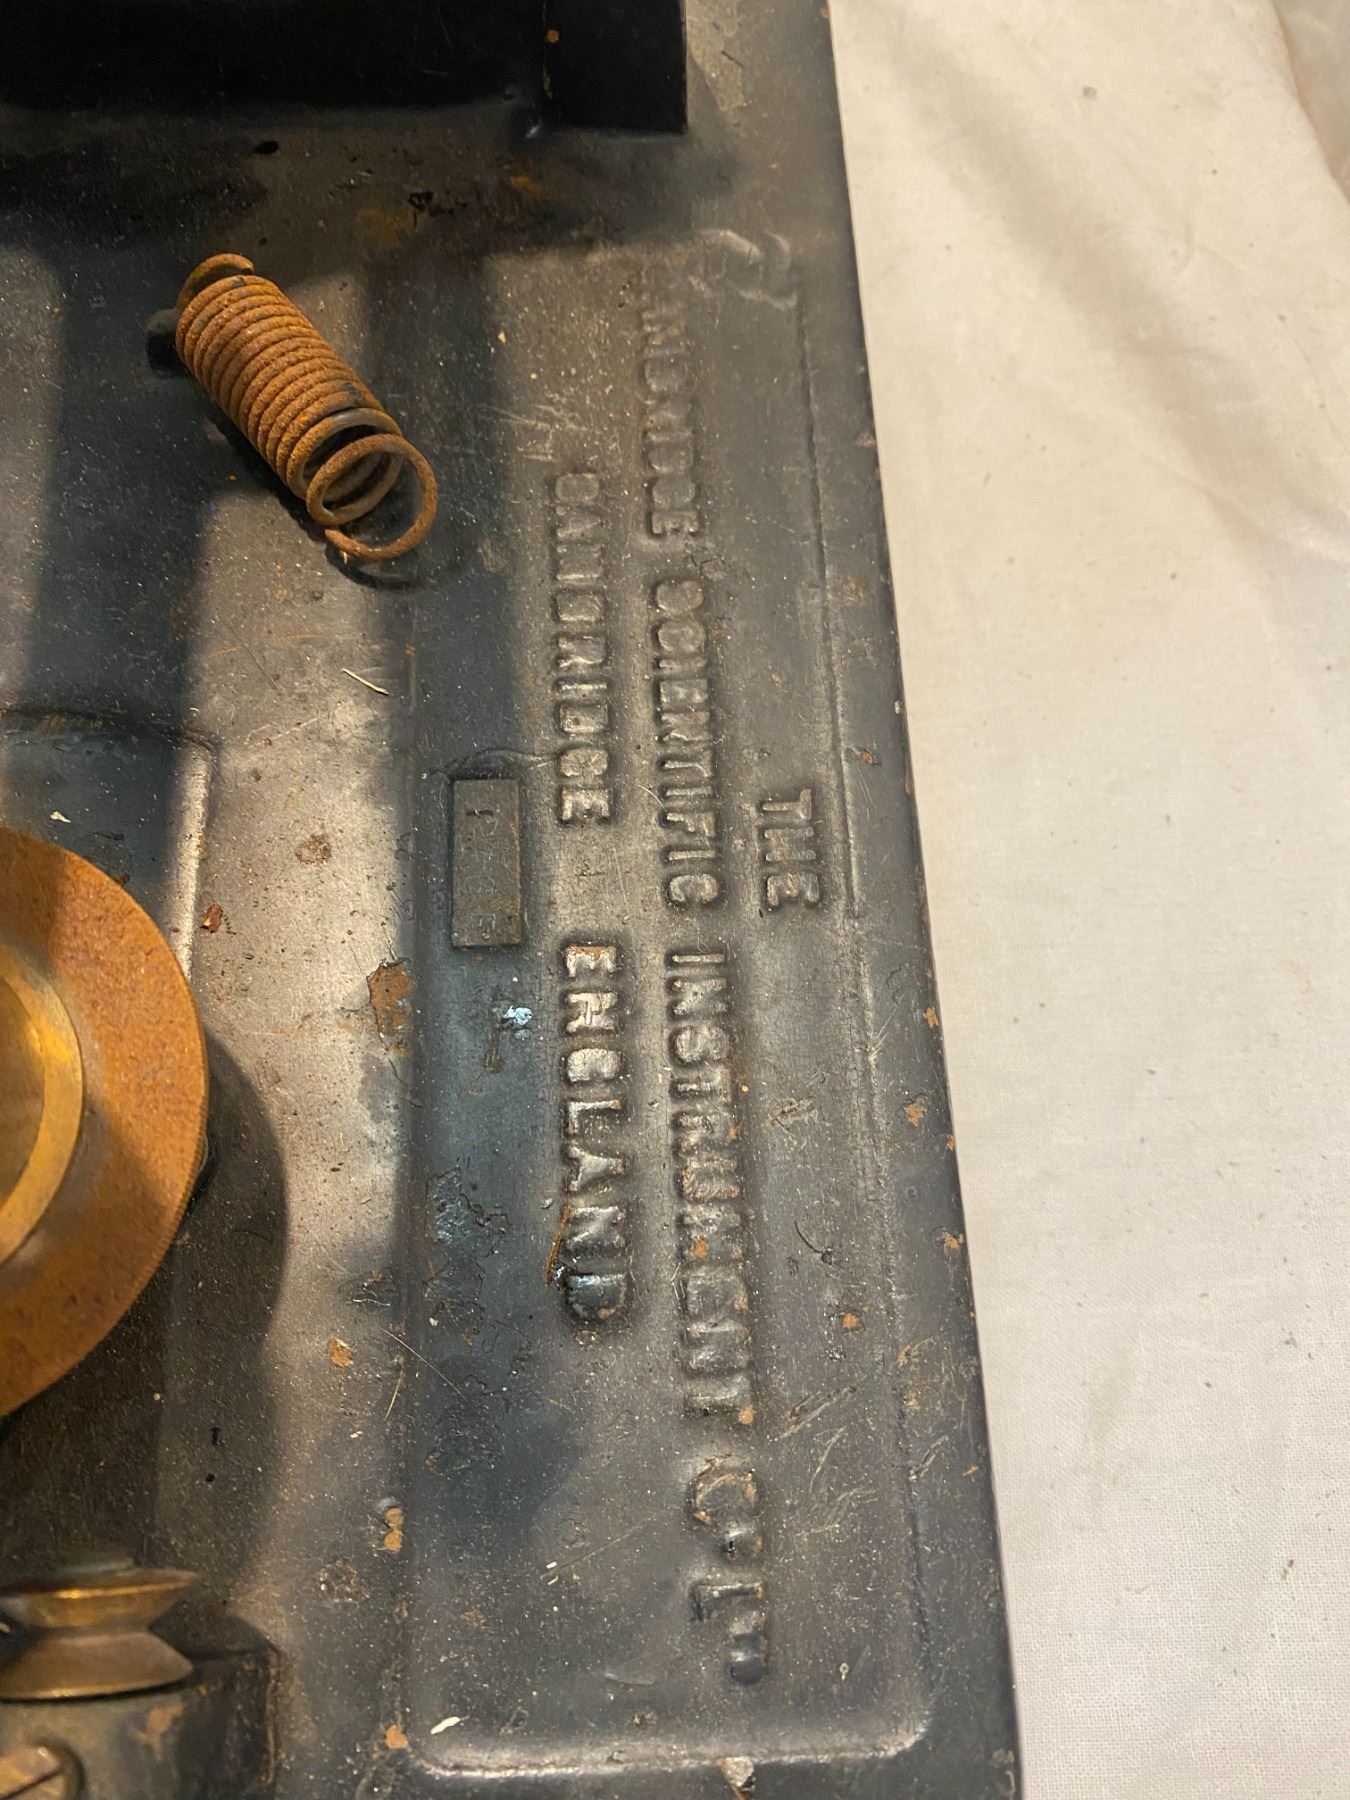 THE
CAMBRIDGE SCIENTIFIC INSTRUMENT Co. Ltd
CAMBRIDGE ENGLAND